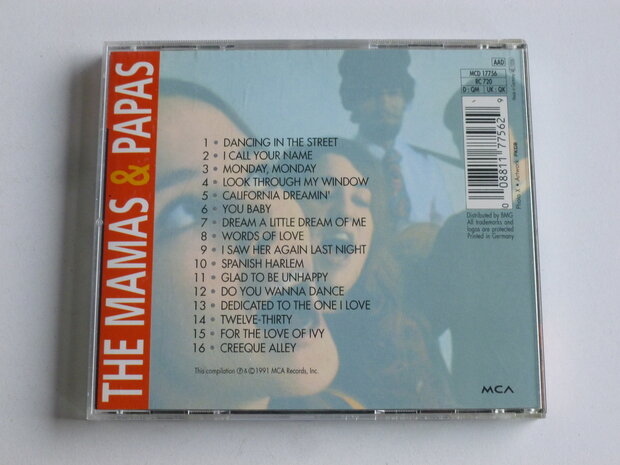 THE MAMAS & PAPAS
1 • DANCING IN THE STREET
2 • I CALL YOUR NAME
3 • MONDAY, MONDAY
4 • LOOK THROUGH MY WINDOW
5 • CALIFORNIA DREAMIN'
6 • YOU BABY
7 • DREAM A LITTLE DREAM OF ME
8 • WORDS OF LOVE
9 • I SAW HER AGAIN LAST NIGHT
10 • SPANISH HARLEM
11 • GLAD TO BE UNHAPPY
12 • DO YOU WANNA DANCE
13 • DEDICATED TO THE ONE I LOVE
14 • TWELVE-THIRTY
15 • FOR THE LOVE OF IVY
16 • CREEQUE ALLEY
This compilation ℗ & © 1991 MCA Records, Inc.
AAD
MCD 17756
RC 720
D: QM UK: QK
0 08811 77562 9
Distributed by BMG
All trademarks and
logos are protected
Printed in Germany
MCA